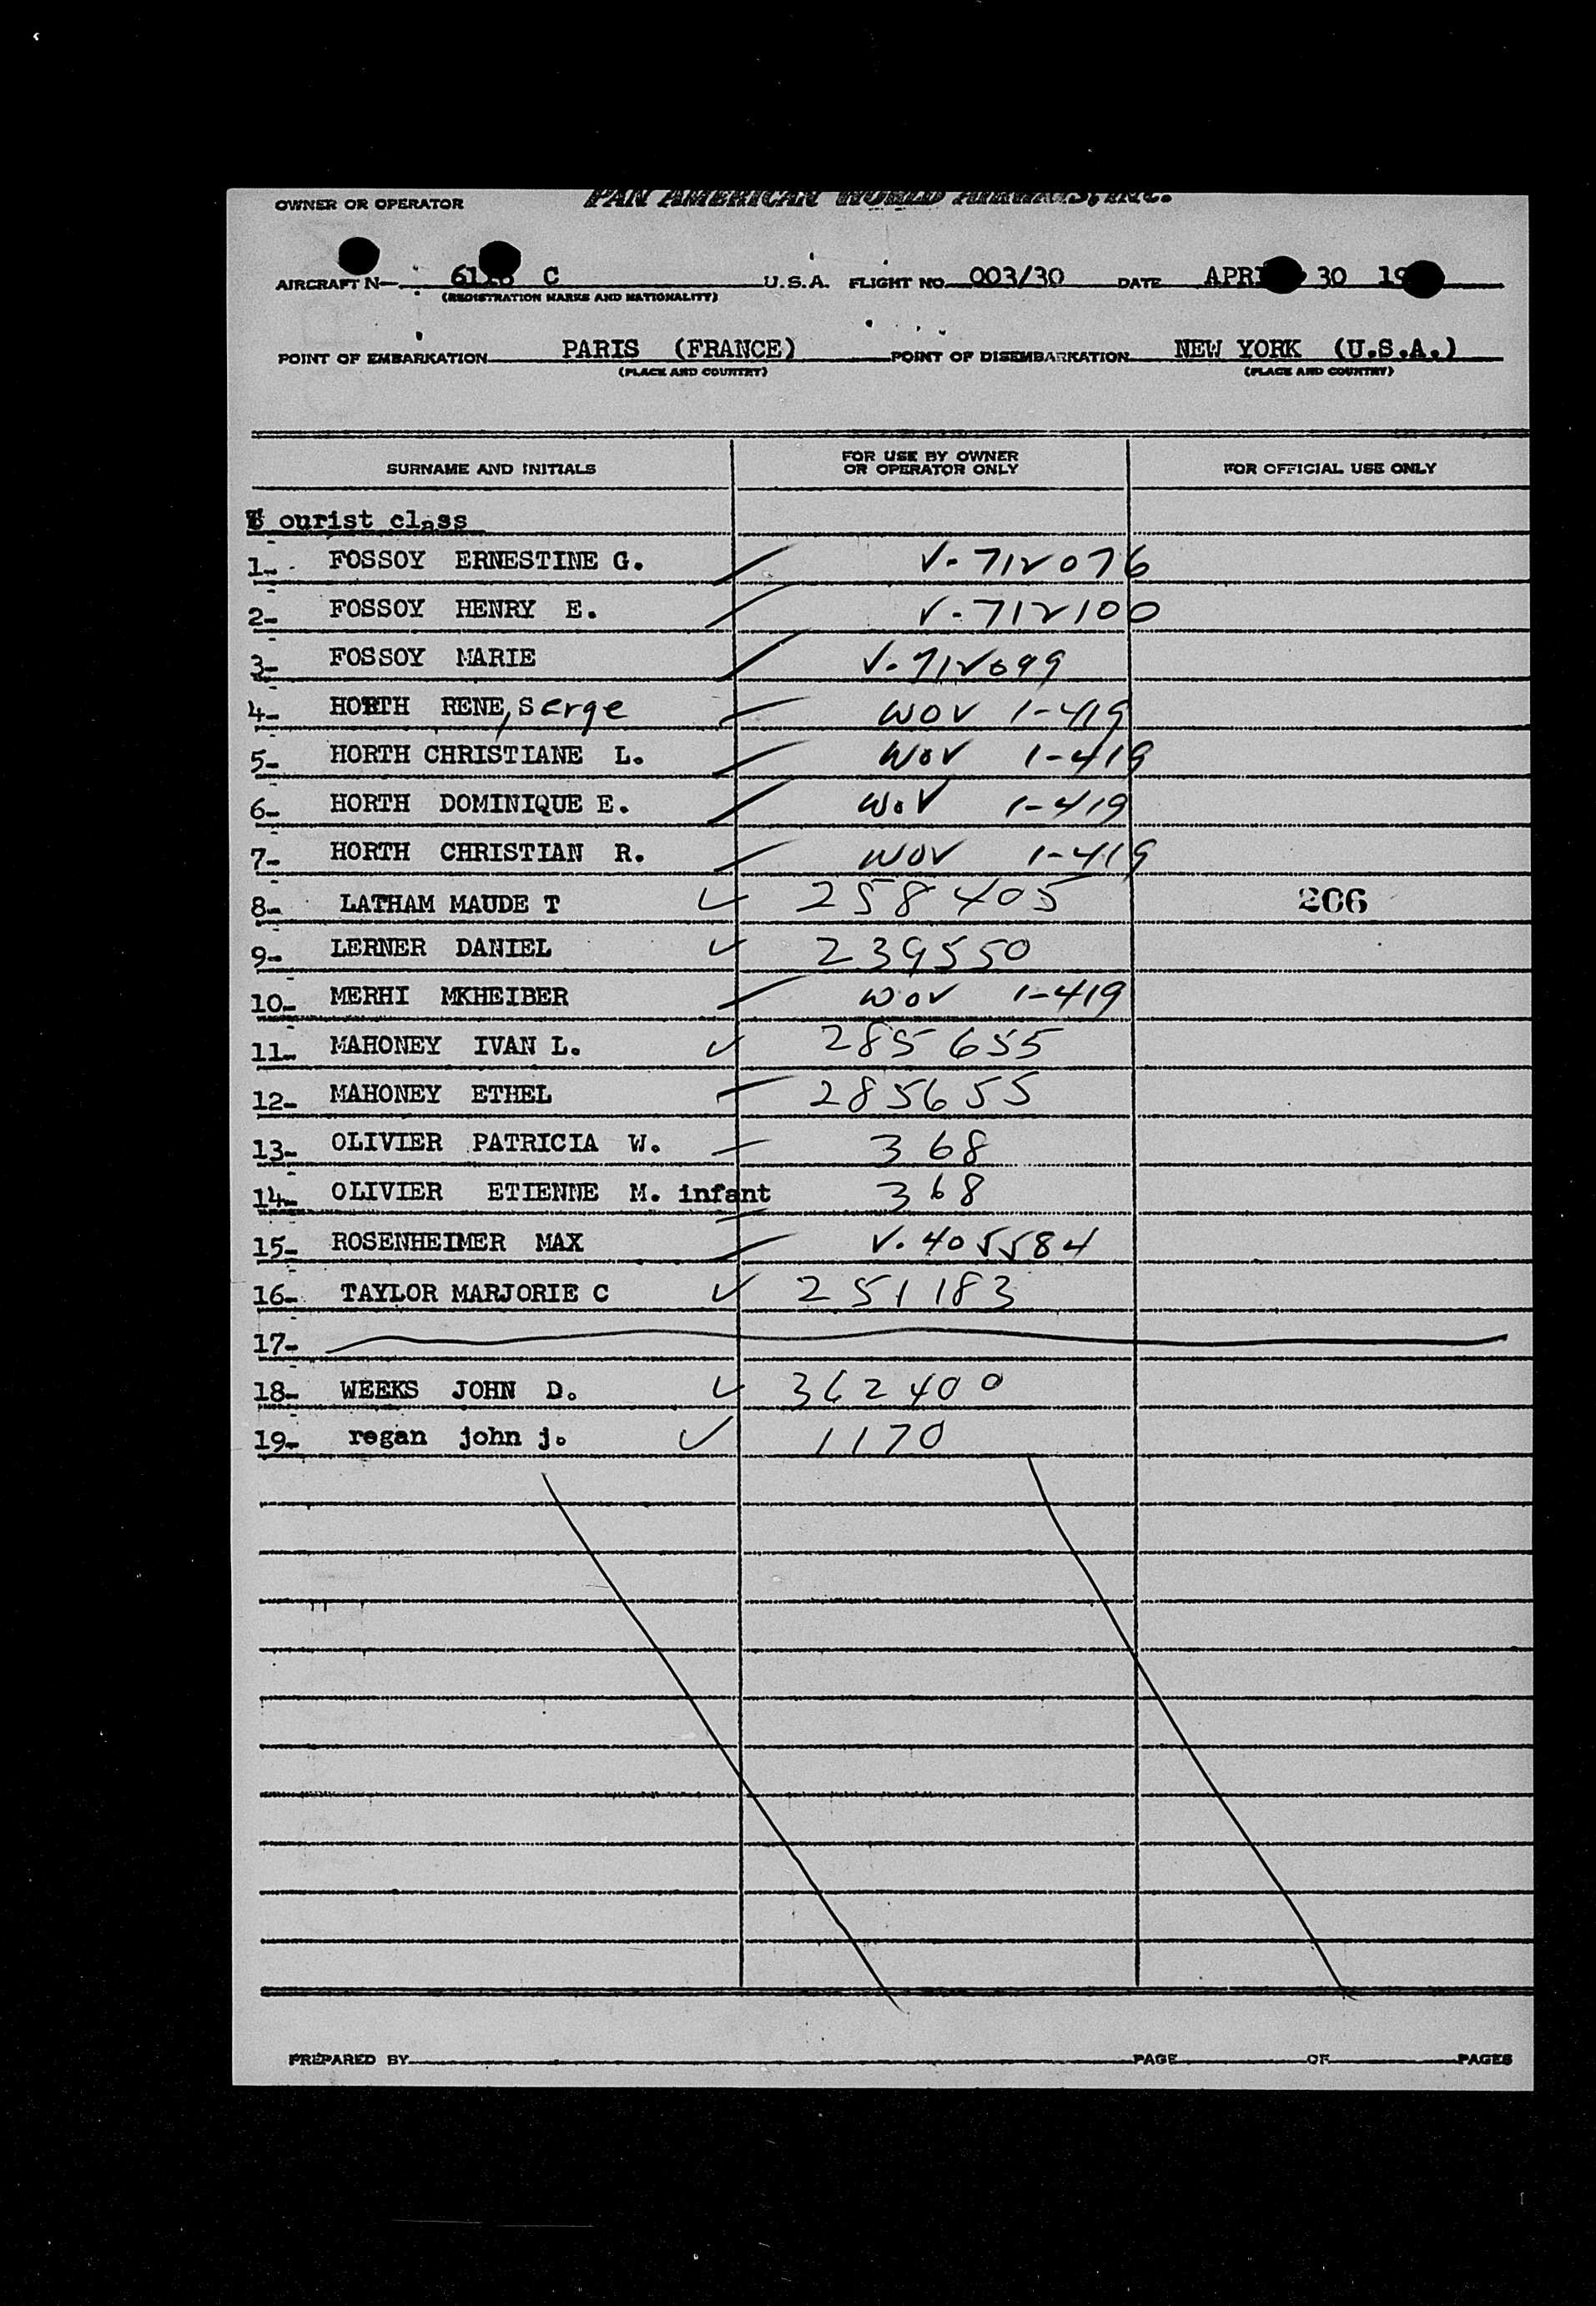 OWNER OR OPERATOR PAN AMERICAN WORLD AIRWAYS, INC.
AIRCRAFT N— C U.S.A. FLIGHT NO. 003/30 DATE 30
(REGISTRATION MARKS AND NATIONALITY)
POINT OF EMBARKATION PARIS (FRANCE) POINT OF DISEMBARKATION NEW YORK (U.S.A.)
(PLACE AND COUNTRY) (PLACE AND COUNTRY)
SURNAME AND INITIALS FOR USE BY OWNER OR OPERATOR ONLY FOR OFFICIAL USE ONLY
Tourist class
1- FOSSOY ERNESTINE G. V-712076
2- FOSSOY HENRY E. V-712100
3- FOSSOY MARIE V-712099
4- HORTH RENE, Serge WOV 1-419
5- HORTH CHRISTIANE L. WOV 1-419
6- HORTH DOMINIQUE E. WOV 1-419
7- HORTH CHRISTIAN R. WOV 1-419
8- LATHAM MAUDE T 258405 206
9- LERNER DANIEL 239550
10- MERHI MKHEIBER WOV 1-419
11- MAHONEY IVAN L. 285655
12- MAHONEY ETHEL 285655
13- OLIVIER PATRICIA W. 368
14- OLIVIER ETIENNE M. infant 368
15- ROSENHEIMER MAX V. 405584
16- TAYLOR MARJORIE C 251183
17-
18- WEEKS JOHN D. 362400
19- regan john j. 1170
PREPARED BY PAGE OF PAGES